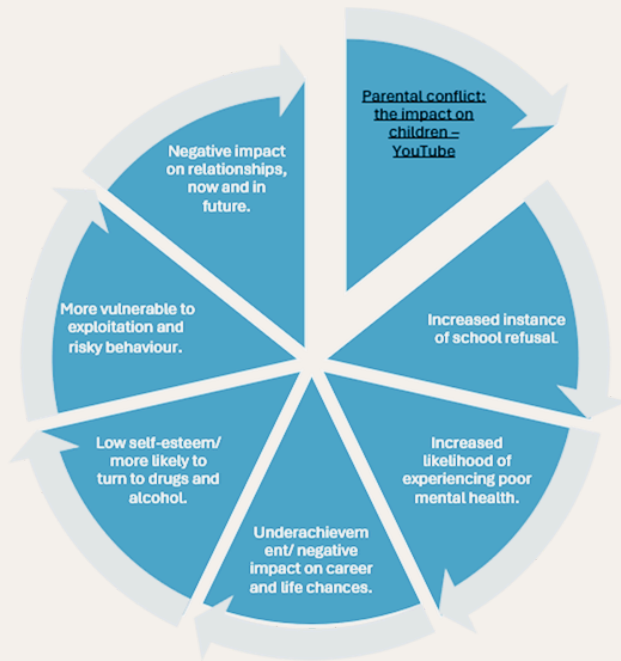 Parental conflict:
the impact on
children –
YouTube
Increased instance
of school refusal.
Increased
likelihood of
experiencing poor
mental health.
Underachievem
ent/ negative
impact on career
and life chances.
Low self-esteem/
more likely to
turn to drugs and
alcohol.
More vulnerable to
exploitation and
risky behaviour.
Negative impact
on relationships,
now and in
future.